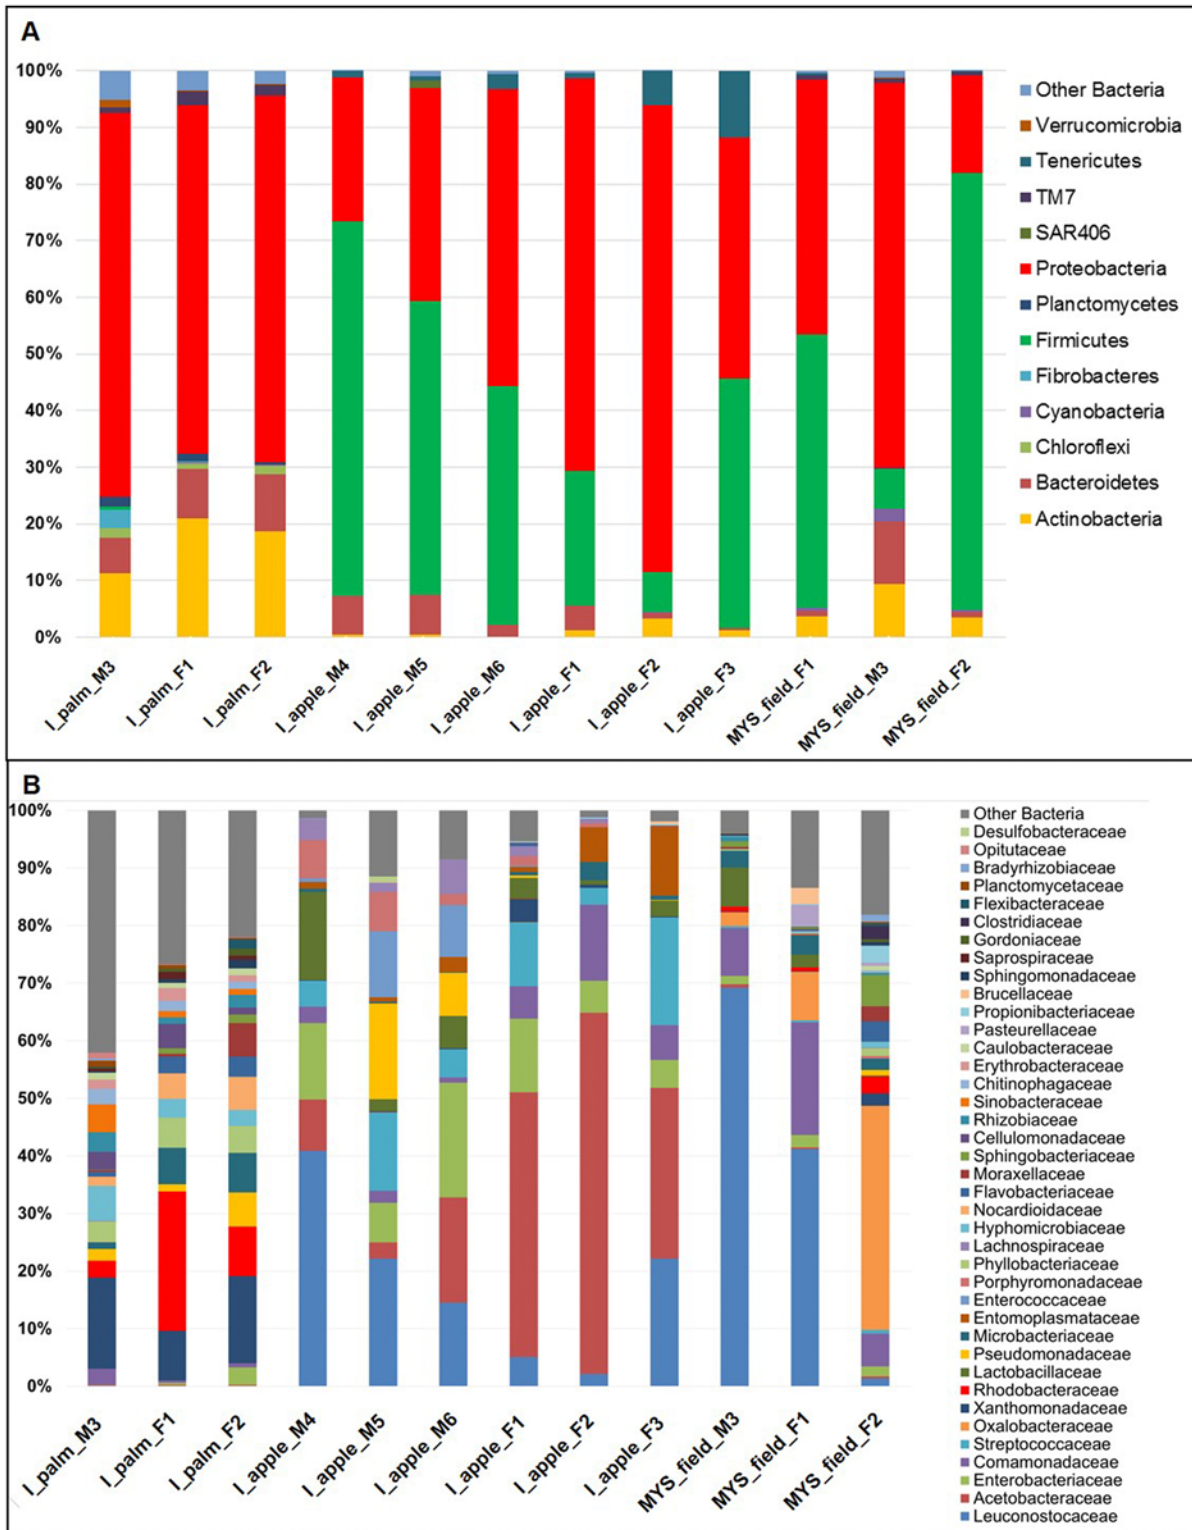 A
100%
90%
80%
70%
60%
50%
40%
30%
20%
10%
0%
I_palm_M3
I_palm_F1
I_palm_F2
I_apple_M4
I_apple_M5
I_apple_M6
I_apple_F1
I_apple_F2
I_apple_F3
MYS_field_F1
MYS_field_M3
MYS_field_F2
Other Bacteria
Verrucomicrobia
Tenericutes
TM7
SAR406
Proteobacteria
Planctomycetes
Firmicutes
Fibrobacteres
Cyanobacteria
Chloroflexi
Bacteroidetes
Actinobacteria
B
100%
90%
80%
70%
60%
50%
40%
30%
20%
10%
0%
I_palm_M3
I_palm_F1
I_palm_F2
I_apple_M4
I_apple_M5
I_apple_M6
I_apple_F1
I_apple_F2
I_apple_F3
MYS_field_M3
MYS_field_F1
MYS_field_F2
Other Bacteria
Desulfobacteraceae
Opitutaceae
Bradyrhizobiaceae
Planctomycetaceae
Flexibacteraceae
Clostridiaceae
Gordoniaceae
Saprospiraceae
Sphingomonadaceae
Brucellaceae
Propionibacteriaceae
Pasteurellaceae
Caulobacteraceae
Erythrobacteraceae
Chitinophagaceae
Sinobacteraceae
Rhizobiaceae
Cellulomonadaceae
Sphingobacteriaceae
Moraxellaceae
Flavobacteriaceae
Nocardioidaceae
Hyphomicrobiaceae
Lachnospiraceae
Phyllobacteriaceae
Porphyromonadaceae
Enterococcaceae
Entomoplasmataceae
Microbacteriaceae
Pseudomonadaceae
Lactobacillaceae
Rhodobacteraceae
Xanthomonadaceae
Oxalobacteraceae
Streptococcaceae
Comamonadaceae
Enterobacteriaceae
Acetobacteraceae
Leuconostocaceae